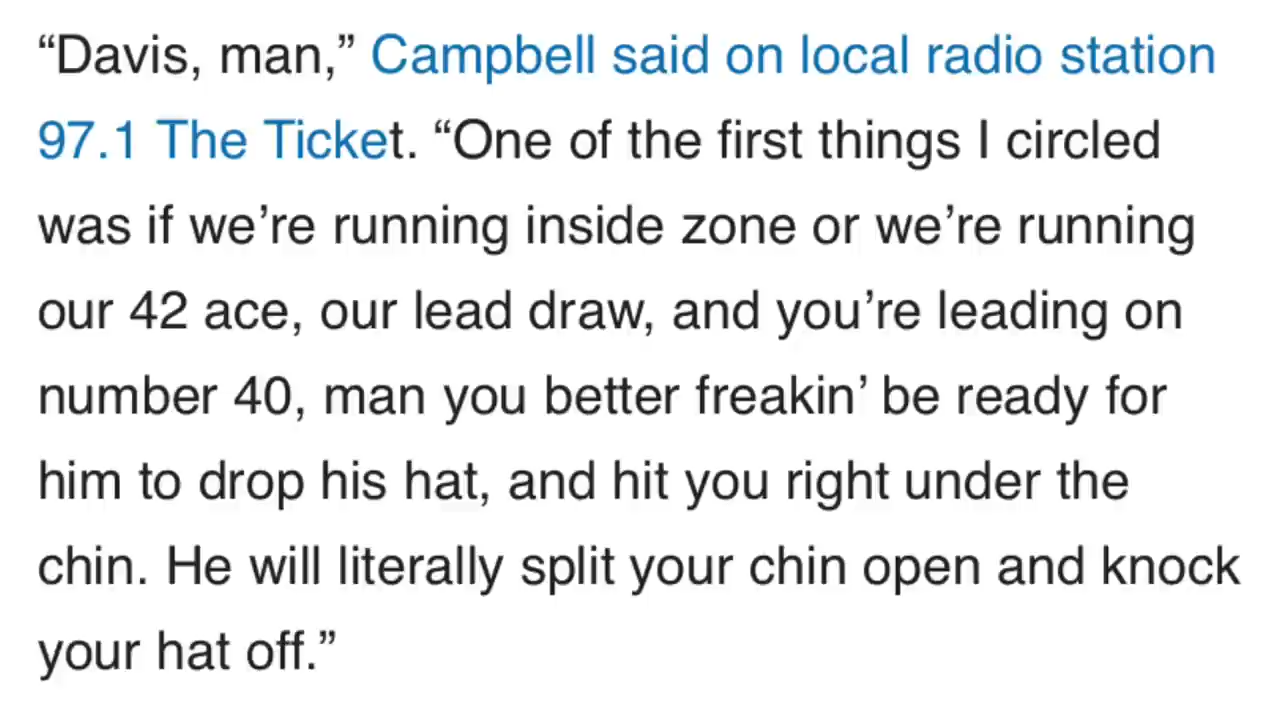 “Davis, man,” Campbell said on local radio station
97.1 The Ticket. “One of the first things I circled
was if we’re running inside zone or we’re running
our 42 ace, our lead draw, and you’re leading on
number 40, man you better freakin’ be ready for
him to drop his hat, and hit you right under the
chin. He will literally split your chin open and knock
your hat off.”